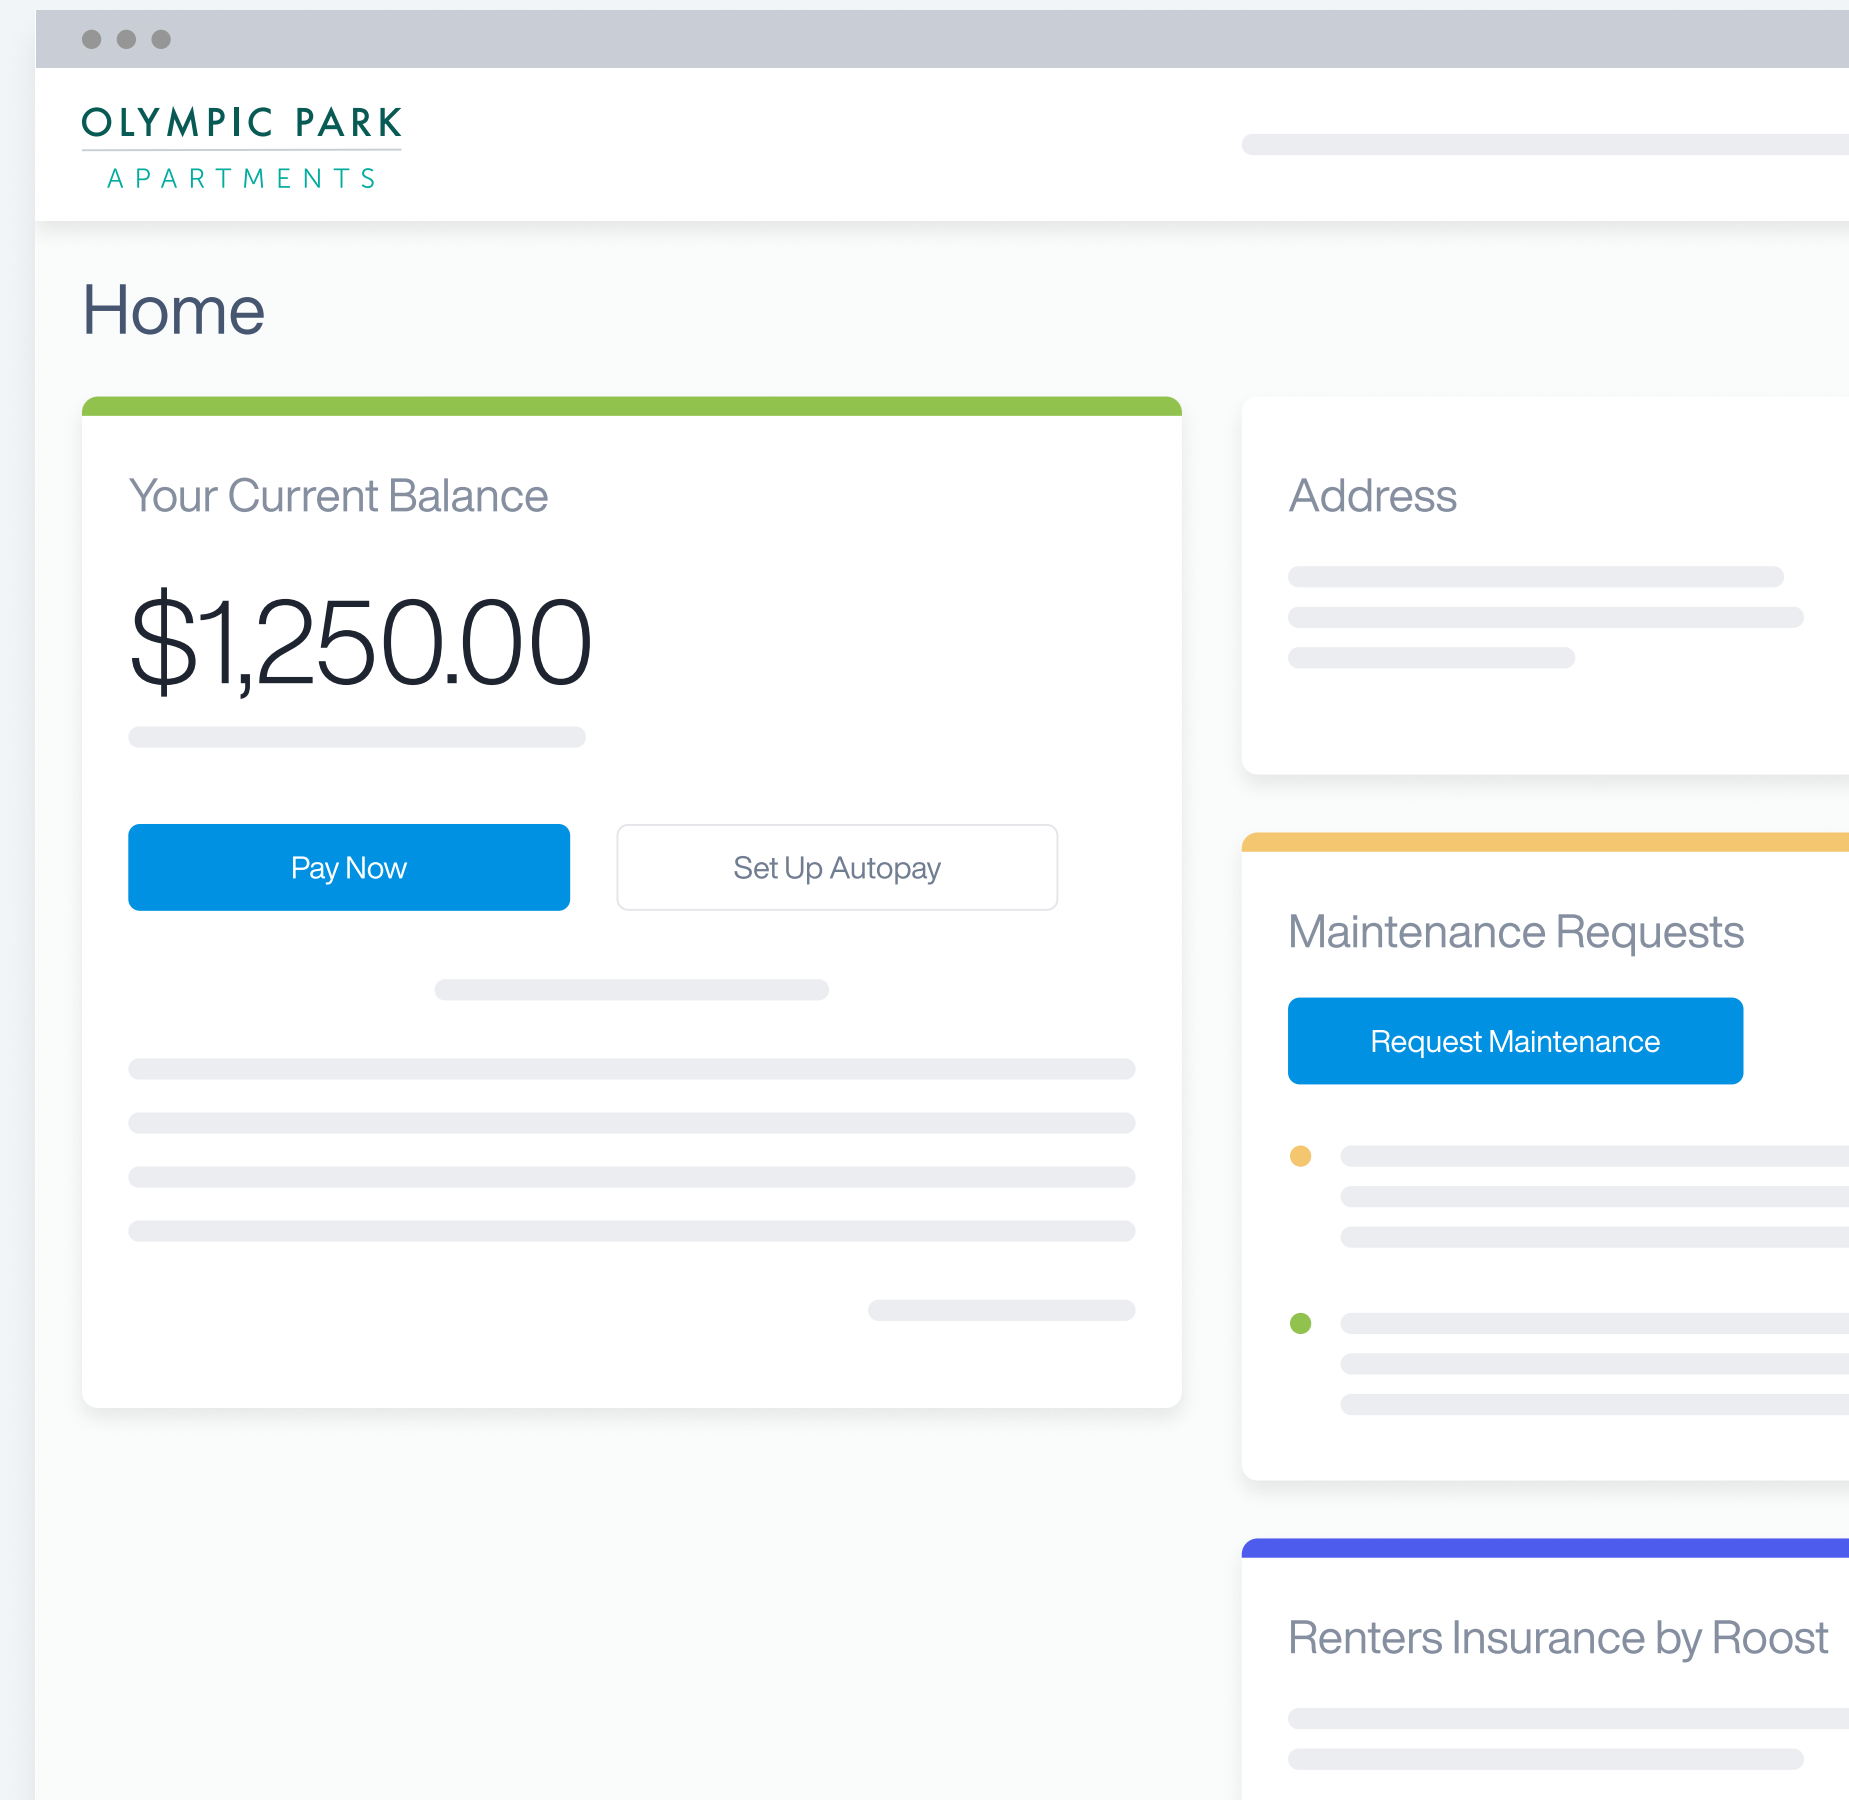 OLYMPIC PARK
APARTMENTS
Home
Your Current Balance
$1,250.00
Pay Now
Set Up Autopay
Address
Maintenance Requests
Request Maintenance
Renters Insurance by Roost